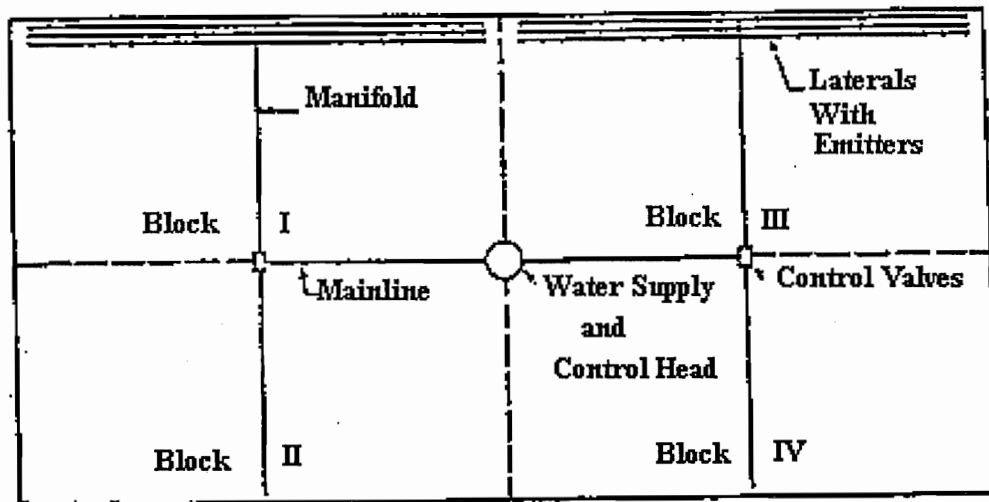 Manifold
Laterals
With
Emitters
Block I
Block III
Mainline
Water Supply
and
Control Head
Control Valves
Block II
Block IV